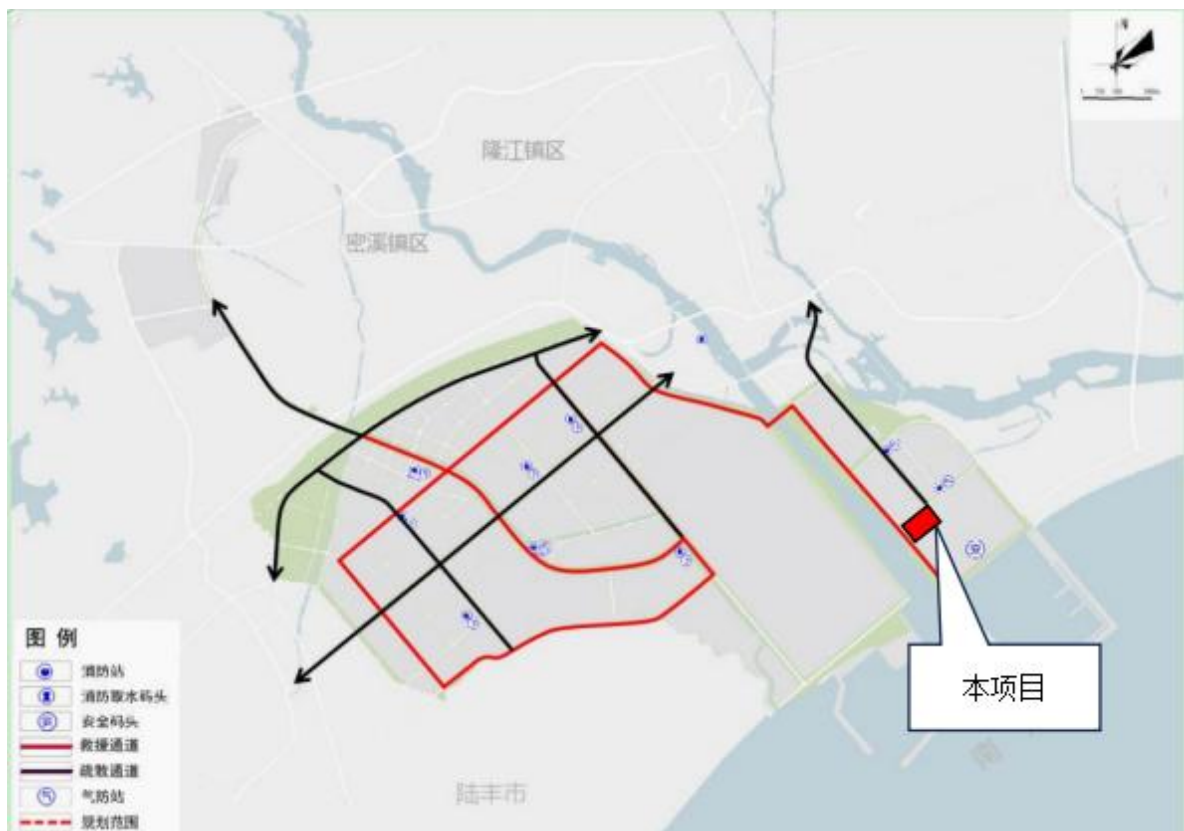 隆江镇区
密溪镇区
本项目
陆丰市
图例
消防站
消防取水码头
安全码头
救援通道
疏散通道
气防站
规划范围